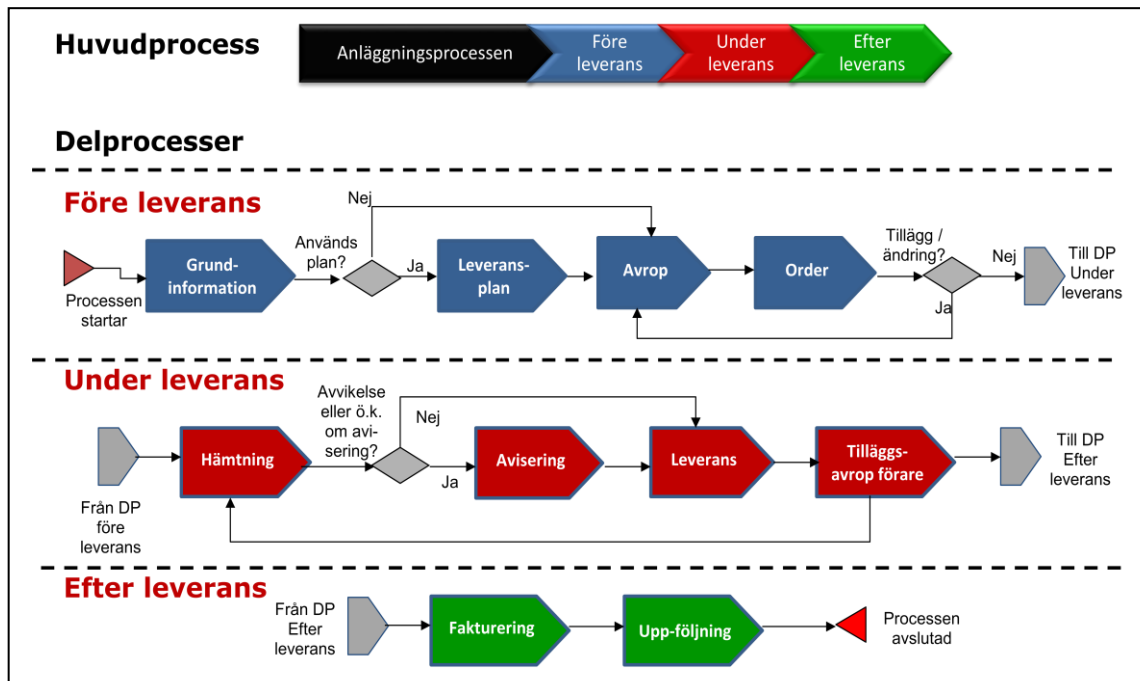 Huvudprocess
Anläggningsprocessen
Före
leverans
Under
leverans
Efter
leverans
Delprocesser
Före leverans
Processen
startar
Grund-
information
Används
plan?
Nej
Ja
Leverans-
plan
Avrop
Order
Tillägg /
ändring?
Nej
Ja
Till DP
Under
leverans
Under leverans
Från DP
före
leverans
Hämtning
Avvikelse
eller ö.k.
om avi-
sering?
Nej
Ja
Avisering
Leverans
Tilläggs-
avrop förare
Till DP
Efter
leverans
Efter leverans
Från DP
Efter
leverans
Fakturering
Upp-följning
Processen
avslutad